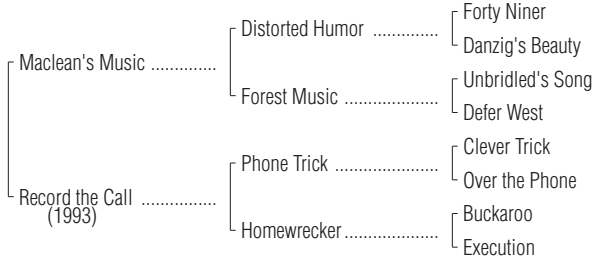 Forty Niner
Distorted Humor ..............
Danzig's Beauty
Maclean's Music ..............
Unbridled's Song
Forest Music ....................
Defer West
Clever Trick
Phone Trick ......................
Over the Phone
Record the Call ................
(1993)
Buckaroo
Homewrecker....................
Execution